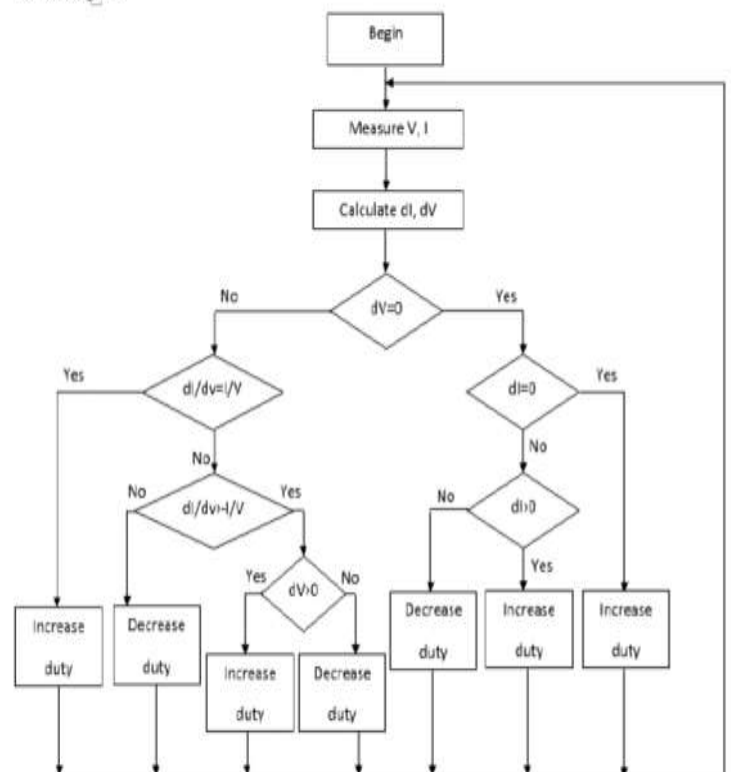 Begin
Measure V, I
Calculate dI, dV
No
dV=0
Yes
Yes
dI/dv=I/V
dI=0
Yes
No
No
No
dI/dv>-I/V
Yes
No
dI>0
Yes
dV>0
No
Yes
Increase
duty
Decrease
duty
Increase
duty
Decrease
duty
Decrease
duty
Increase
duty
Increase
duty